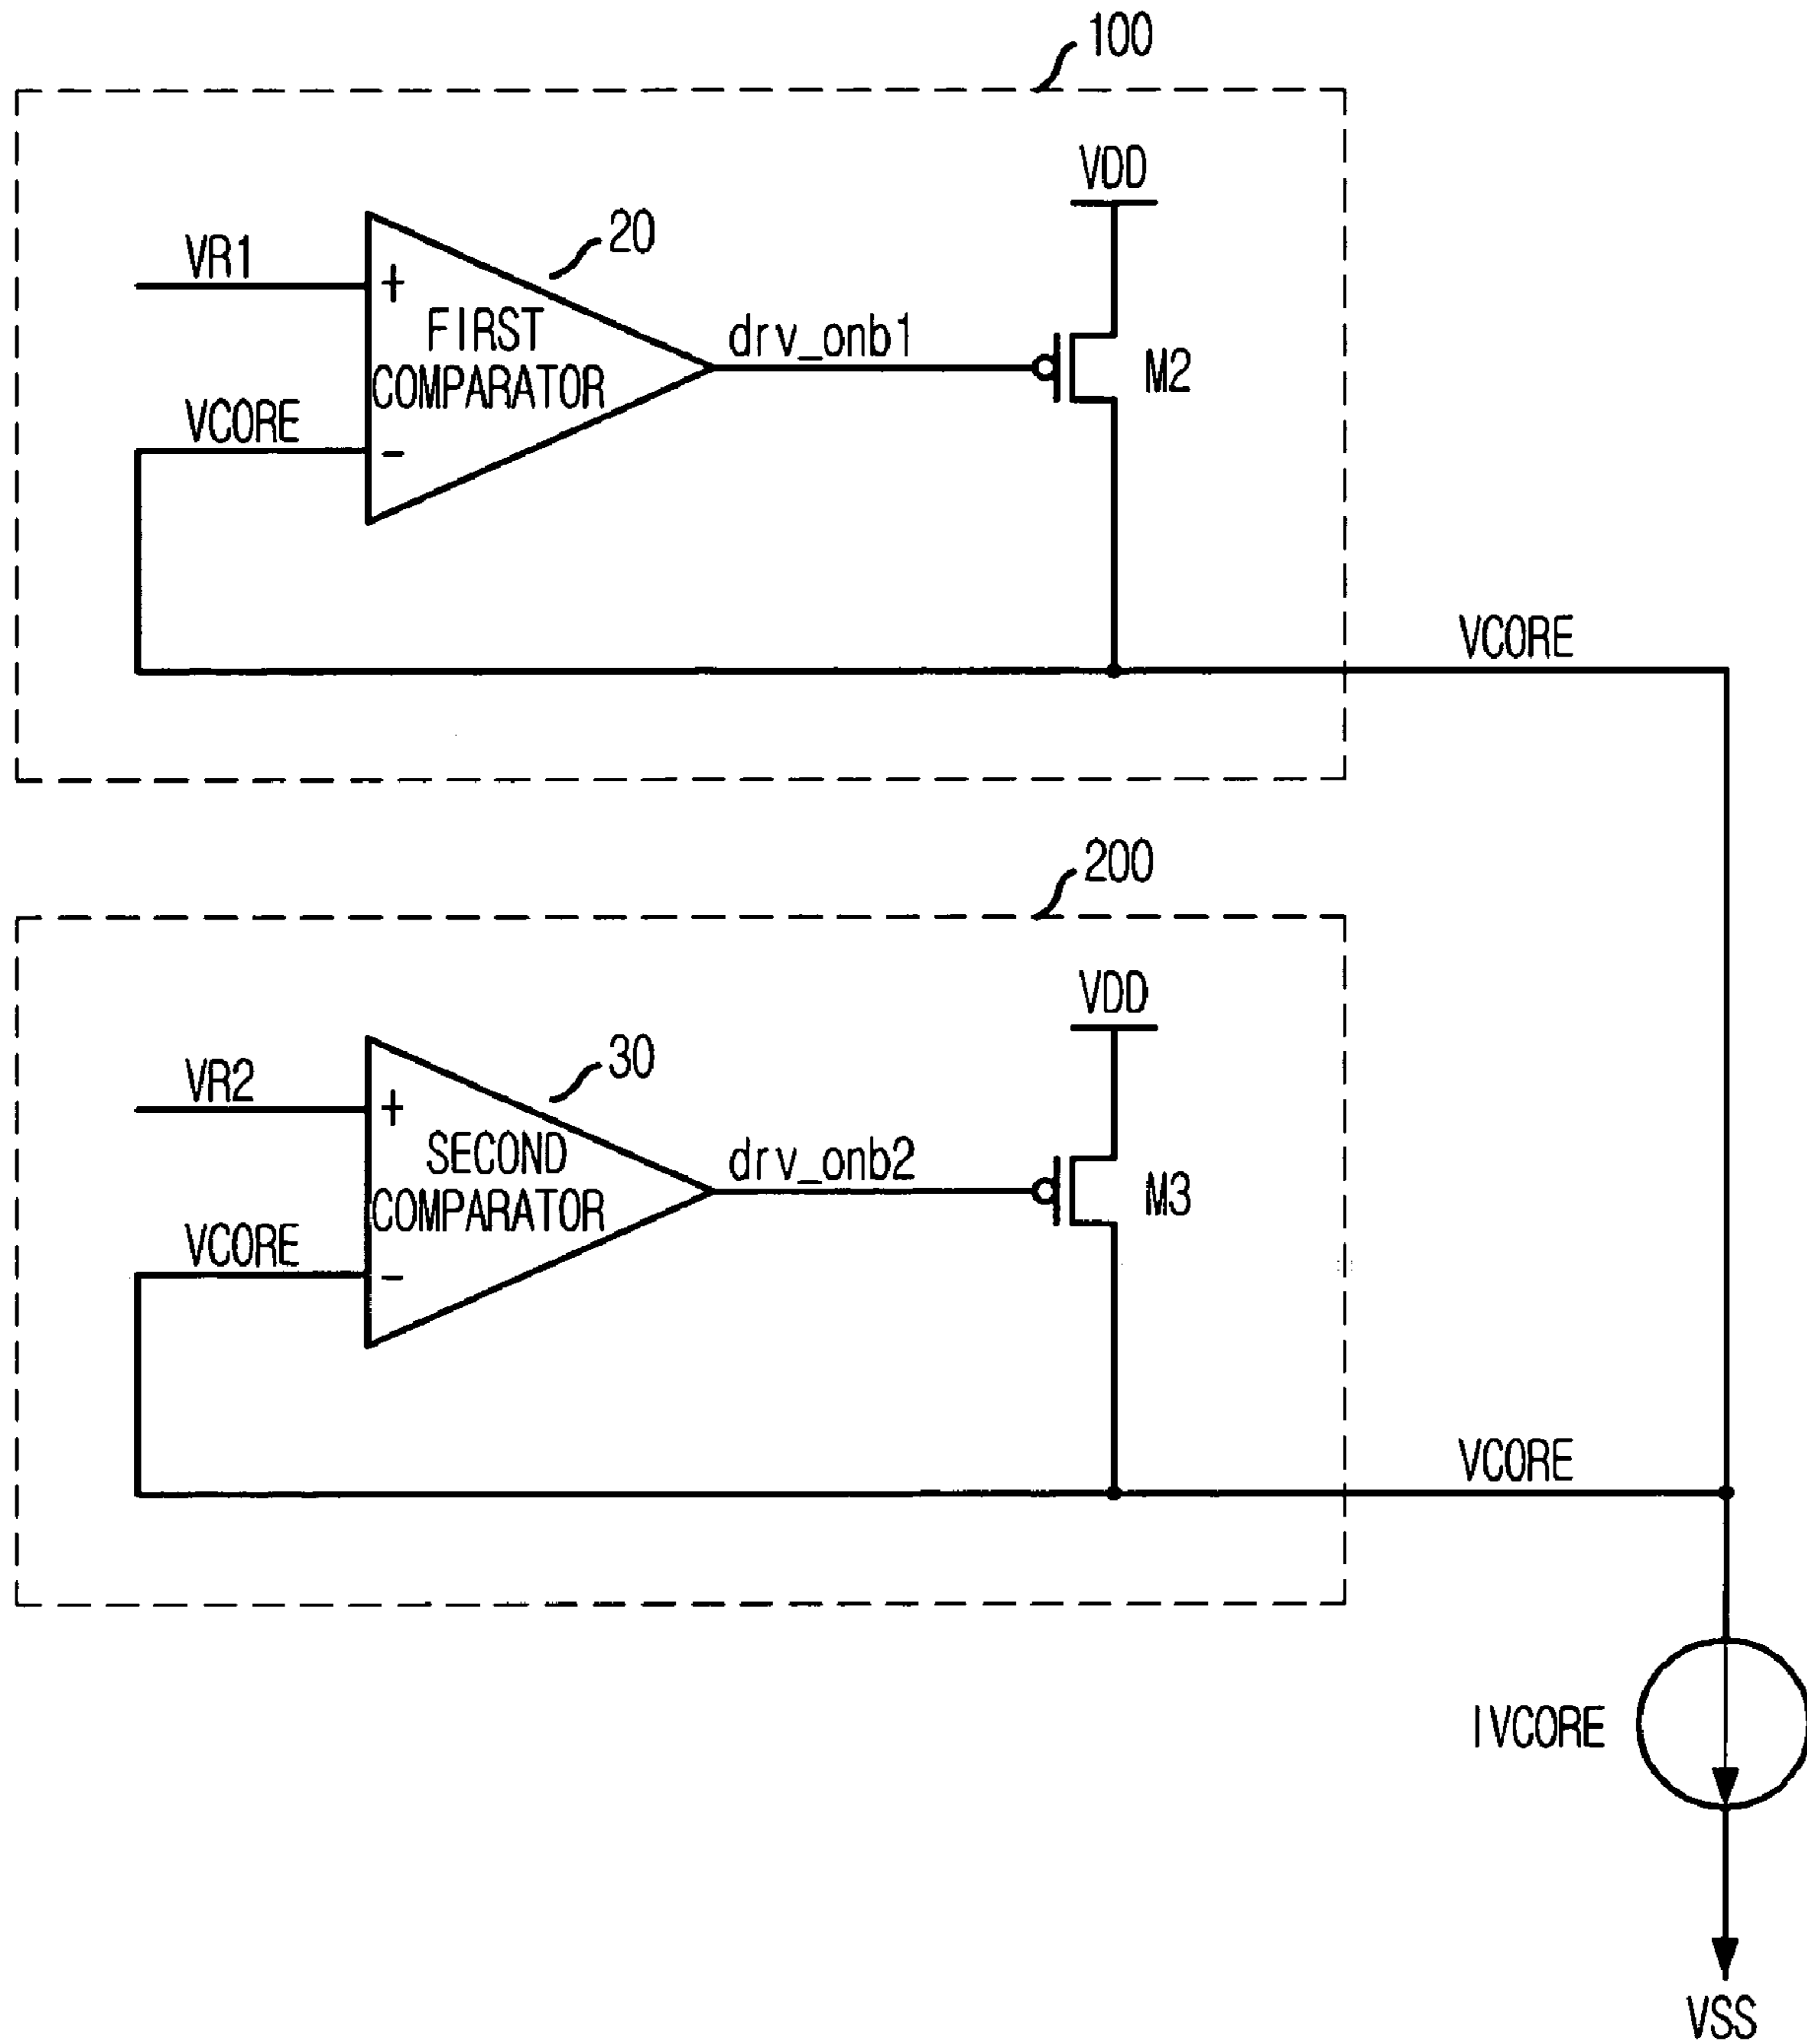 100
VDD
20
VR1
+
FIRST
COMPARATOR
drv_onb1
M2
VCORE
-
VCORE
200
VDD
30
VR2
+
SECOND
COMPARATOR
drv_onb2
M3
VCORE
-
VCORE
IVCORE
VSS